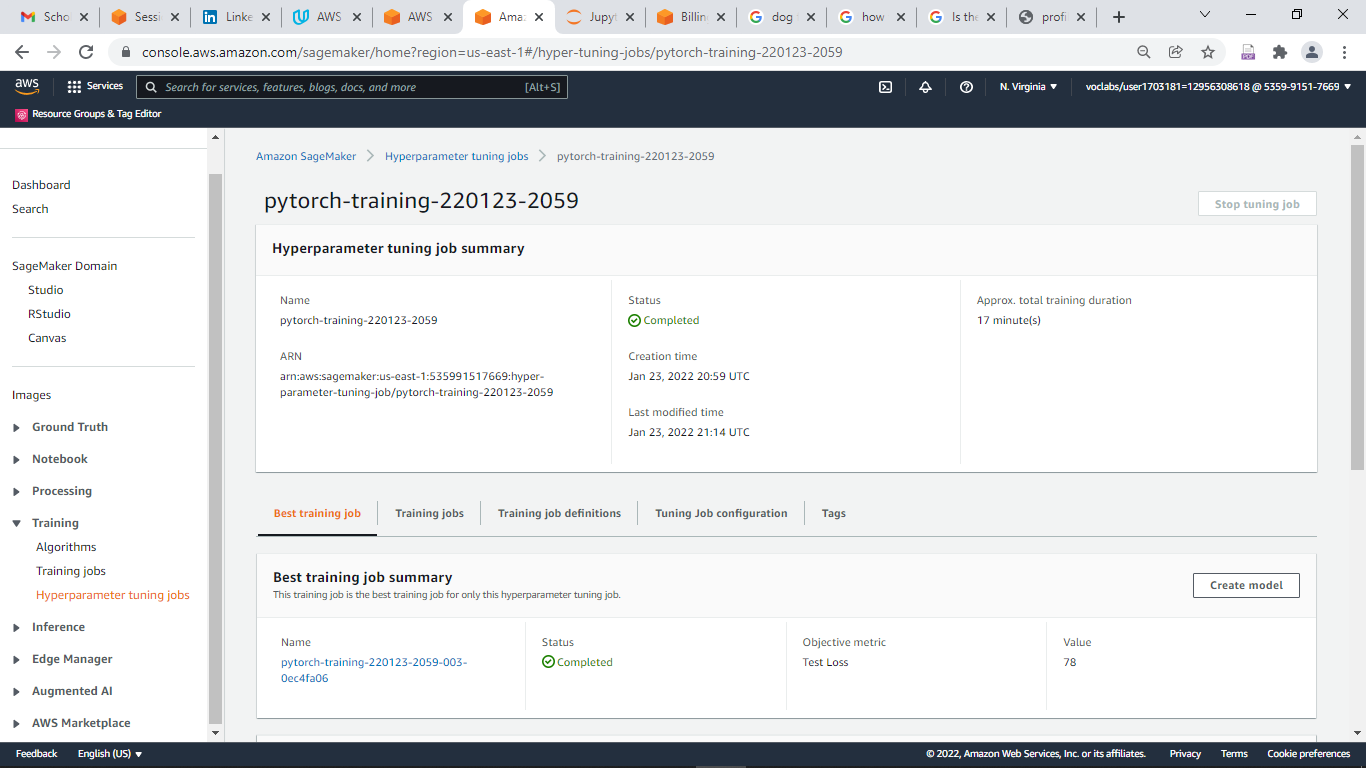 Scho
Sessi
Linke
AWS
AWS
Amaz
Jupyt
Billin
dog
how
Is the
profi
console.aws.amazon.com/sagemaker/home?region=us-east-1#/hyper-tuning-jobs/pytorch-training-220123-2059
PDF
aws
Services
Search for services, features, blogs, docs, and more
[Alt+S]
N. Virginia
voclabs/user1703181=12956308618 @ 5359-9151-7669
Resource Groups & Tag Editor
Dashboard
Search
SageMaker Domain
Studio
RStudio
Canvas
Images
Ground Truth
Notebook
Processing
Training
Algorithms
Training jobs
Hyperparameter tuning jobs
Inference
Edge Manager
Augmented AI
AWS Marketplace
Amazon SageMaker
Hyperparameter tuning jobs
pytorch-training-220123-2059
pytorch-training-220123-2059
Stop tuning job
Hyperparameter tuning job summary
Name
pytorch-training-220123-2059
ARN
arn:aws:sagemaker:us-east-1:535991517669:hyper-
parameter-tuning-job/pytorch-training-220123-2059
Status
Completed
Creation time
Jan 23, 2022 20:59 UTC
Last modified time
Jan 23, 2022 21:14 UTC
Approx. total training duration
17 minute(s)
Best training job
Training jobs
Training job definitions
Tuning Job configuration
Tags
Best training job summary
This training job is the best training job for only this hyperparameter tuning job.
Create model
Name
pytorch-training-220123-2059-003-
0ec4fa06
Status
Completed
Objective metric
Test Loss
Value
78
Feedback
English (US)
© 2022, Amazon Web Services, Inc. or its affiliates.
Privacy
Terms
Cookie preferences